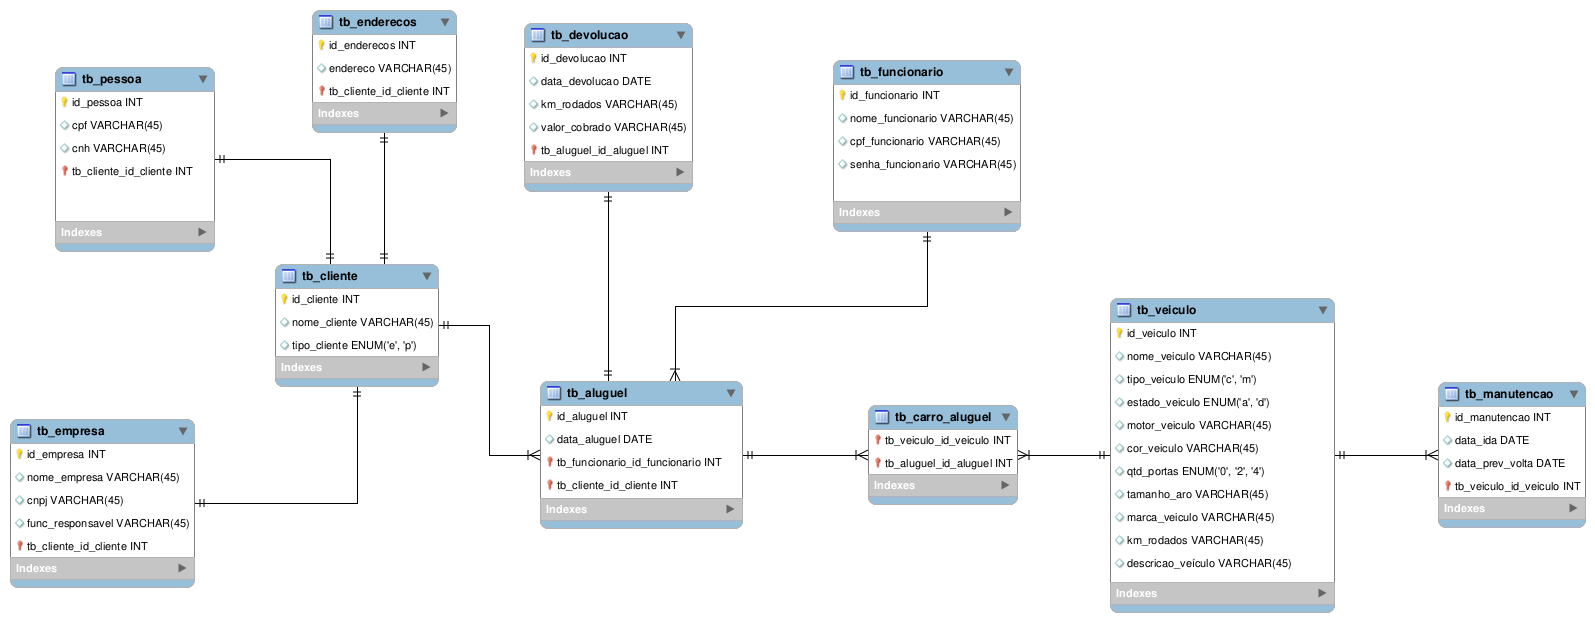 tb_pessoa
id_pessoa INT
cpf VARCHAR(45)
cnh VARCHAR(45)
tb_cliente_id_cliente INT
Indexes
tb_enderecos
id_enderecos INT
endereco VARCHAR(45)
tb_cliente_id_cliente INT
Indexes
tb_devolucao
id_devolucao INT
data_devolucao DATE
km_rodados VARCHAR(45)
valor_cobrado VARCHAR(45)
tb_aluguel_id_aluguel INT
Indexes
tb_funcionario
id_funcionario INT
nome_funcionario VARCHAR(45)
cpf_funcionario VARCHAR(45)
senha_funcionario VARCHAR(45)
Indexes
tb_cliente
id_cliente INT
nome_cliente VARCHAR(45)
tipo_cliente ENUM('e', 'p')
Indexes
tb_empresa
id_empresa INT
nome_empresa VARCHAR(45)
cnpj VARCHAR(45)
func_responsavel VARCHAR(45)
tb_cliente_id_cliente INT
Indexes
tb_aluguel
id_aluguel INT
data_aluguel DATE
tb_funcionario_id_funcionario INT
tb_cliente_id_cliente INT
Indexes
tb_carro_aluguel
tb_veiculo_id_veiculo INT
tb_aluguel_id_aluguel INT
Indexes
tb_veiculo
id_veiculo INT
nome_veiculo VARCHAR(45)
tipo_veiculo ENUM('c', 'm')
estado_veiculo ENUM('a', 'd')
motor_veiculo VARCHAR(45)
cor_veiculo VARCHAR(45)
qtd_portas ENUM('0', '2', '4')
tamanho_aro VARCHAR(45)
marca_veiculo VARCHAR(45)
km_rodados VARCHAR(45)
descricao_veículo VARCHAR(45)
Indexes
tb_manutencao
id_manutencao INT
data_ida DATE
data_prev_volta DATE
tb_veiculo_id_veiculo INT
Indexes